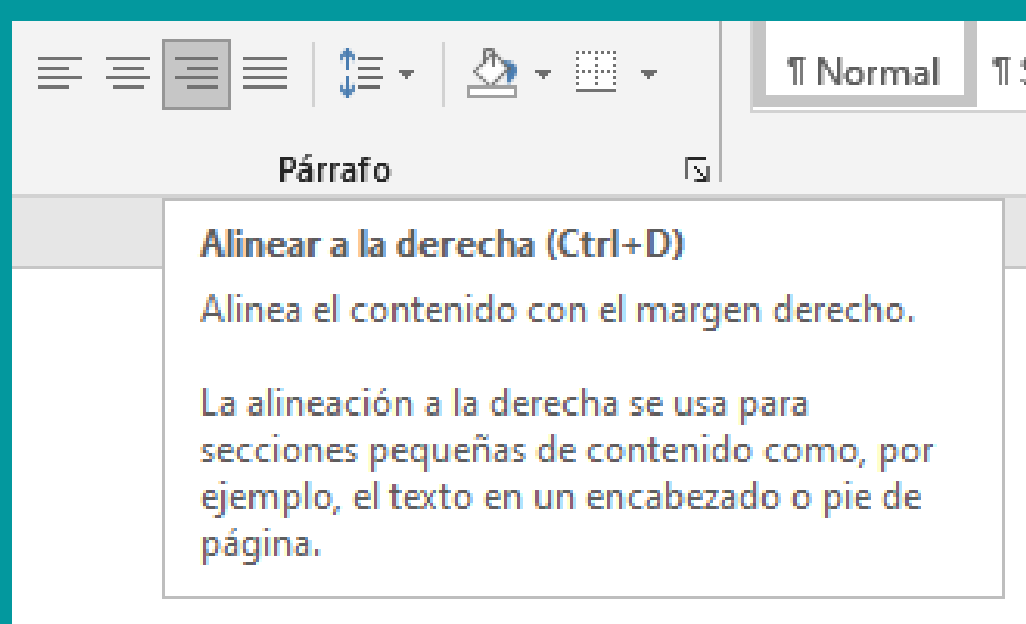 ¶ Normal ¶
Párrafo
Alinear a la derecha (Ctrl+D)
Alinea el contenido con el margen derecho.
La alineación a la derecha se usa para
secciones pequeñas de contenido como, por
ejemplo, el texto en un encabezado o pie de
página.